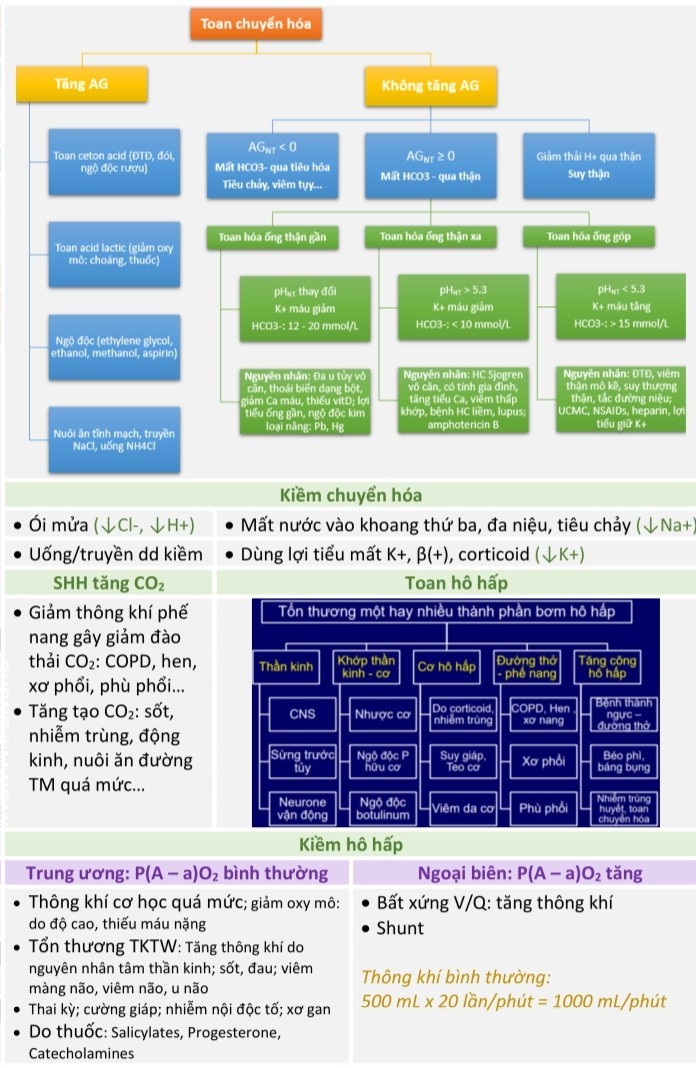 Toan chuyển hóa
Tăng AG
Không tăng AG
Toan ceton acid (ĐTĐ, đói,
ngộ độc rượu)
Toan acid lactic (giảm oxy
mô: choáng, thuốc)
Ngộ độc (ethylene glycol,
ethanol, methanol, aspirin)
Nuôi ăn tĩnh mạch, truyền
NaCl, uống NH4Cl
AGNT < 0
Mất HCO3- qua tiêu hóa
Tiêu chảy, viêm tụy...
AGNT ≥ 0
Mất HCO3 - qua thận
Giảm thải H+ qua thận
Suy thận
Toan hóa ống thận gần
Toan hóa ống thận xa
Toan hóa ống góp
pHNT thay đổi
K+ máu giảm
HCO3-: 12 - 20 mmol/L
pHNT > 5.3
K+ máu giảm
HCO3-: < 10 mmol/L
pHNT < 5.3
K+ máu tăng
HCO3-: > 15 mmol/L
Nguyên nhân: Đa u tủy vô
căn, thoái biến dạng bột,
giảm Ca máu, thiếu vitD; lợi
tiểu ống gần, ngộ độc kim
loại nặng: Pb, Hg
Nguyên nhân: HC Sjogren
vô căn, có tính gia đình,
tăng tiểu Ca, viêm thấp
khớp, bệnh HC liềm, lupus;
amphotericin B
Nguyên nhân: ĐTĐ, viêm
thận mô kẽ, suy thượng
thận, tắc đường niệu;
UCMC, NSAIDs, heparin, lợi
tiểu giữ K+
Kiềm chuyển hóa
• Ói mửa (↓Cl-, ↓H+)
• Mất nước vào khoang thứ ba, đa niệu, tiêu chảy (↓Na+)
• Uống/truyền dd kiềm
• Dùng lợi tiểu mất K+, β(+), corticoid (↓K+)
SHH tăng CO₂
• Giảm thông khí phế
nang gây giảm đào
thải CO₂: COPD, hen,
xơ phổi, phù phổi...
• Tăng tạo CO₂: sốt,
nhiễm trùng, động
kinh, nuôi ăn đường
TM quá mức...
Toan hô hấp
Tổn thương một hay nhiều thành phần bơm hô hấp
Thần kinh
Khớp thần
kinh - cơ
Cơ hô hấp
Đường thở
- phế nang
Tăng công
hô hấp
CNS
Nhược cơ
Do corticoid,
nhiễm trùng
COPD, Hen,
xơ nang
Bệnh thành
ngực –
đường thở
Sừng trước
tủy
Ngộ độc P
hữu cơ
Suy giáp,
Teo cơ
Xơ phổi
Béo phì,
báng bụng
Neurone
vận động
Ngộ độc
botulinum
Viêm da cơ
Phù phổi
Nhiễm trùng
huyết, toan
chuyển hóa
Kiềm hô hấp
Trung ương: P(A – a)O₂ bình thường
• Thông khí cơ học quá mức; giảm oxy mô:
do độ cao, thiếu máu nặng
• Tổn thương TKTW: Tăng thông khí do
nguyên nhân tâm thần kinh; sốt, đau; viêm
màng não, viêm não, u não
• Thai kỳ; cường giáp; nhiễm nội độc tố; xơ gan
• Do thuốc: Salicylates, Progesterone,
Catecholamines
Ngoại biên: P(A – a)O₂ tăng
• Bất xứng V/Q: tăng thông khí
• Shunt
Thông khí bình thường:
500 mL x 20 lần/phút = 1000 mL/phút